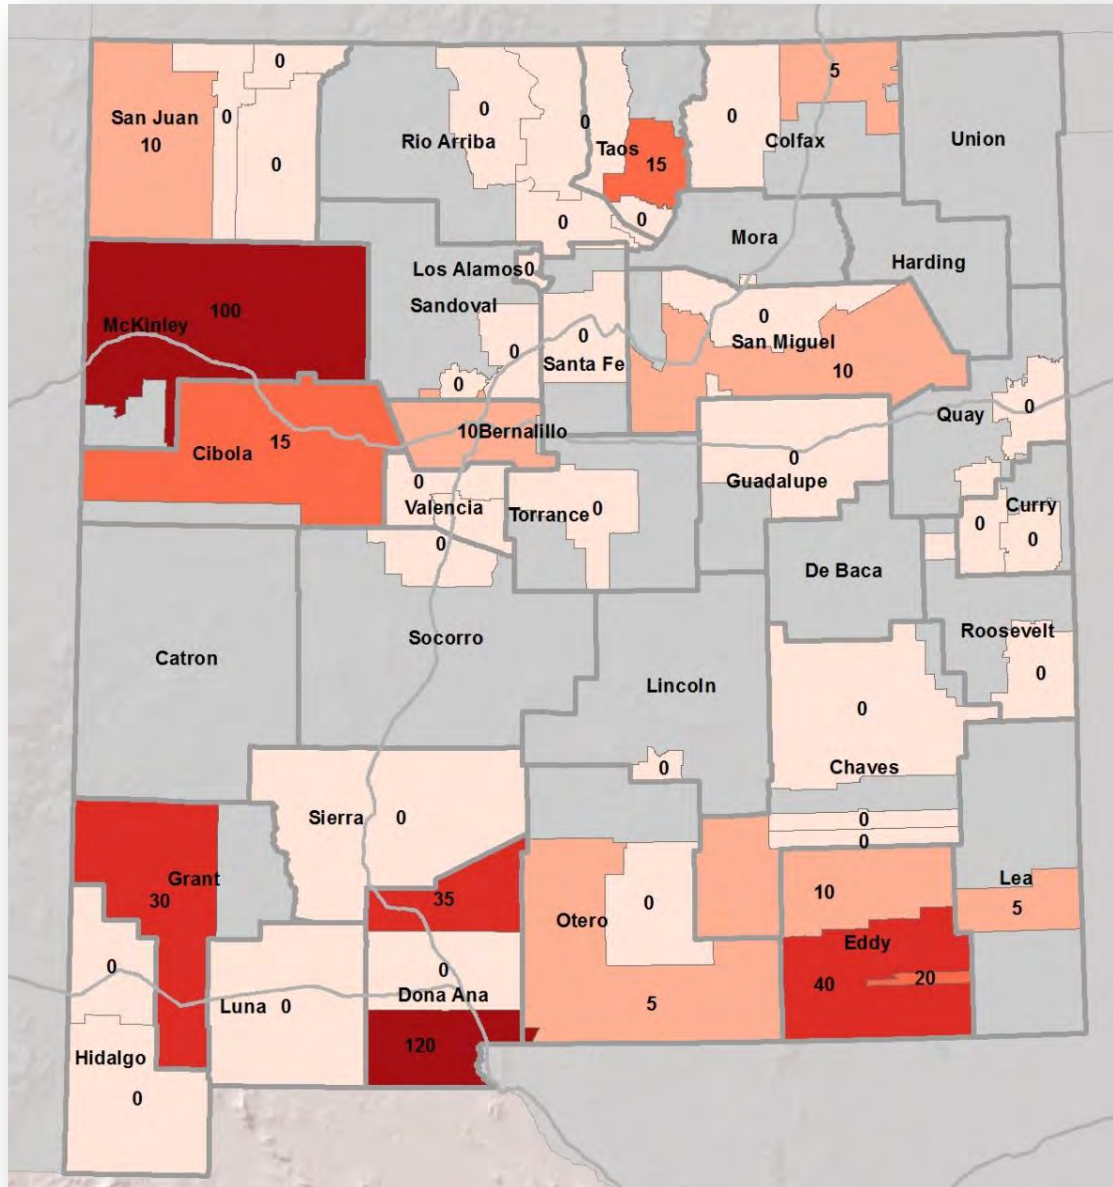 San Juan
10
0
0
0
Rio Arriba
0
0
Taos
15
0
0
0
5
Colfax
Union
Mora
Harding
McKinley
100
Los Alamos0
Sandoval
0
0
0
Santa Fe
0
San Miguel
10
Quay
0
Cibola
15
10Bernalillo
0
Valencia
0
Torrance 0
0
Guadalupe
0
Curry
0
De Baca
Catron
Socorro
Lincoln
0
Roosevelt
0
0
Chaves
0
0
Sierra
0
Grant
30
35
0
Dona Ana
120
Otero
0
5
10
Eddy
40
20
Lea
5
0
Luna 0
Hidalgo
0